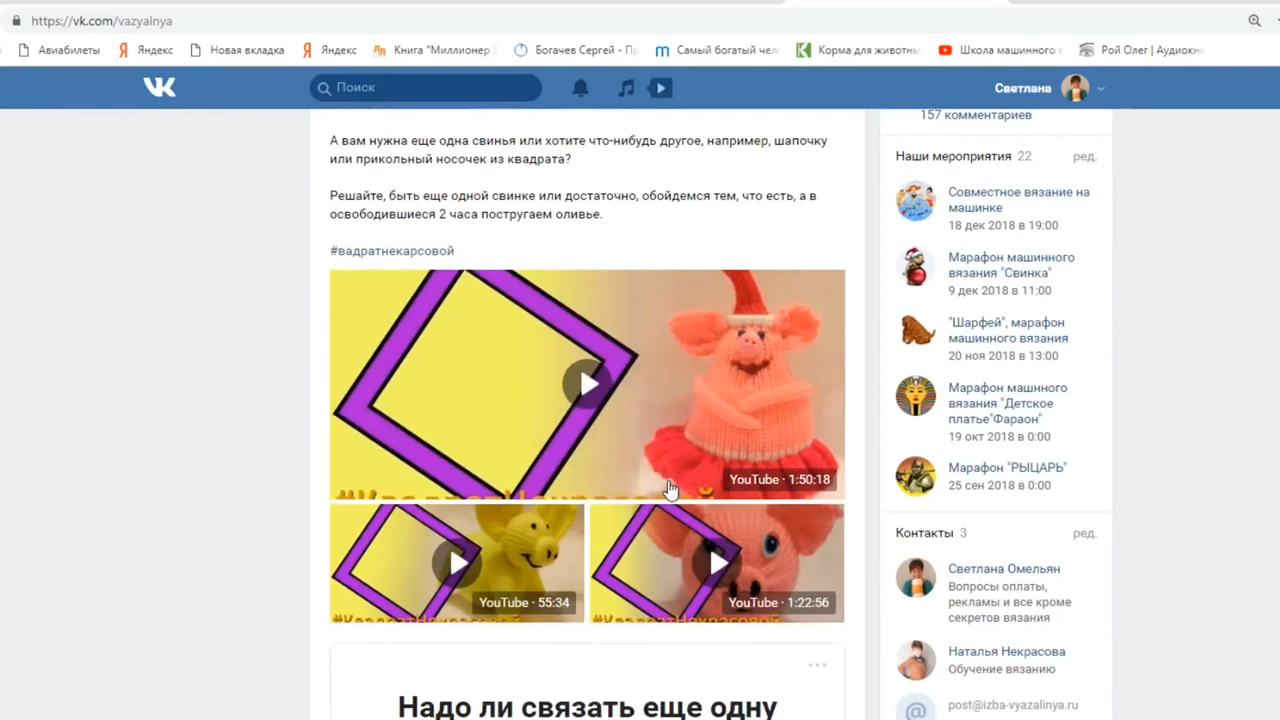 https://vk.com/vazyalnya
Авиабилеты
Яндекс
Новая вкладка
Яндекс
Книга "Миллионер
Богачев Сергей - Пр
Самый богатый чел
Корма для животны
Школа машинного
Рой Олег | Аудиокн
Поиск
Светлана
А вам нужна еще одна свинья или хотите что-нибудь другое, например, шапочку
или прикольный носочек из квадрата?
Решайте, быть еще одной свинке или достаточно, обойдемся тем, что есть, а в
освободившиеся 2 часа постругаем оливье.
#вадратнекарсовой
YouTube · 1:50:18
YouTube · 55:34
YouTube · 1:22:56
Надо ли связать еще одну
157 комментариев
Наши мероприятия 22 ред.
Совместное вязание на
машинке
18 дек 2018 в 19:00
Марафон машинного
вязания "Свинка"
9 дек 2018 в 11:00
"Шарфей", марафон
машинного вязания
20 ноя 2018 в 13:00
Марафон машнного
вязания "Детское
платье"Фараон"
19 окт 2018 в 0:00
Марафон "РЫЦАРЬ"
25 сен 2018 в 0:00
Контакты 3 ред.
Светлана Омельян
Вопросы оплаты,
рекламы и все кроме
секретов вязания
Наталья Некрасова
Обучение вязанию
post@izba-vyazalinya.ru